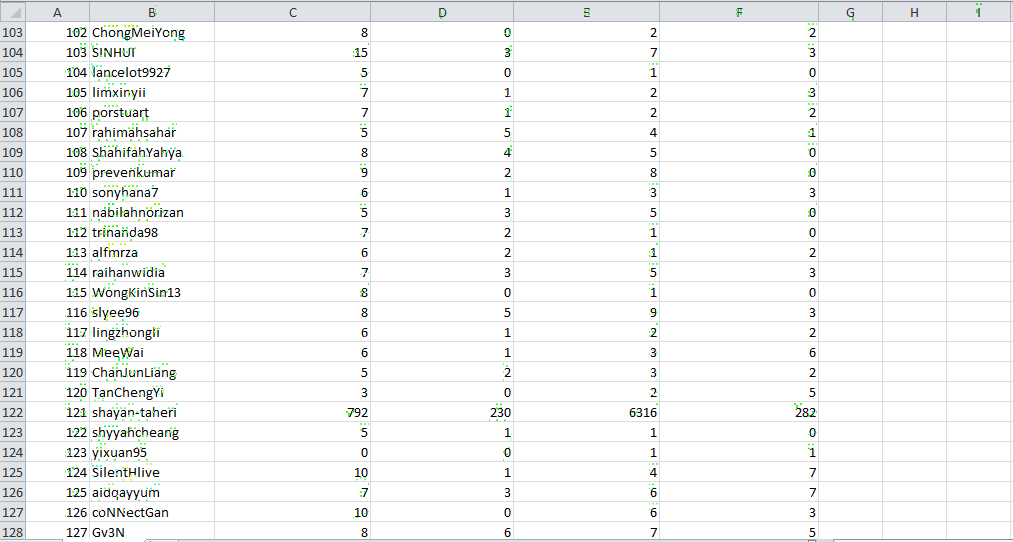 A B C D E F G H I
103 102 ChongMeiYong 8 0 2 2
104 103 S!NHUI 15 3 7 3
105 104 lancelot9927 5 0 1 0
106 105 limxinyii 7 1 2 3
107 106 porstuart 7 1 2 2
108 107 rahimahsahar 5 5 4 1
109 108 ShahifahYahya 8 4 5 0
110 109 prevenkumar 9 2 8 0
111 110 sonyhana7 6 1 3 3
112 111 nabilahnorizan 5 3 5 0
113 112 trinanda98 7 2 1 0
114 113 alfmrza 6 2 1 2
115 114 raihanwidia 7 3 5 3
116 115 WongKinSin13 8 0 1 0
117 116 slyee96 8 5 9 3
118 117 lingzhongli 6 1 2 2
119 118 MeeWai 6 1 3 6
120 119 ChanJunLiang 5 2 3 2
121 120 TanChengYi 3 0 2 5
122 121 shayan-taheri 792 230 6316 282
123 122 shyyahcheang 5 1 1 0
124 123 yixuan95 0 0 1 1
125 124 SilentHlive 10 1 4 7
126 125 aidqayyum 7 3 6 7
127 126 coNNectGan 10 0 6 3
128 127 Gv3N 8 6 7 5